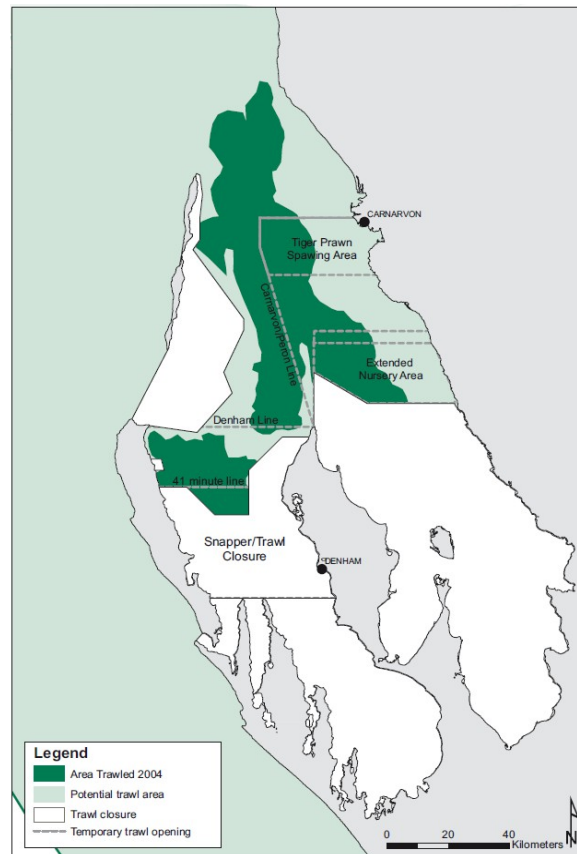 CARNARVON
Tiger Prawn
Spawing Area
Carnarvon/Peron Line
Extended
Nursery Area
Denham Line
41 minute line
Snapper/Trawl
Closure
DENHAM
Legend
Area Trawled 2004
Potential trawl area
Trawl closure
Temporary trawl opening
N
0 10 20 40
Kilometers